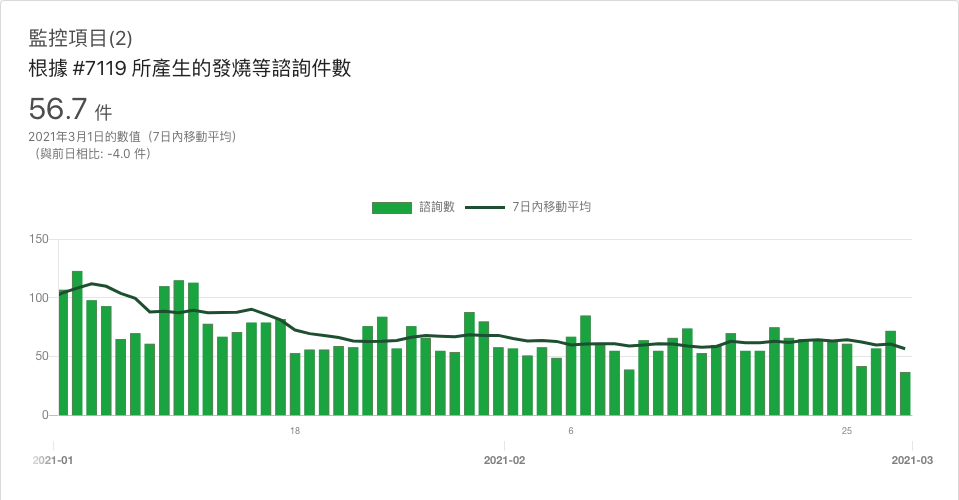 監控項目(2)
根據 #7119 所產生的發燒等諮詢件數
56.7 件
2021年3月1日的數值（7日內移動平均）
（與前日相比: -4.0 件）
諮詢數 7日內移動平均
150
100
50
0
18 6 25
2021-01 2021-02 2021-03